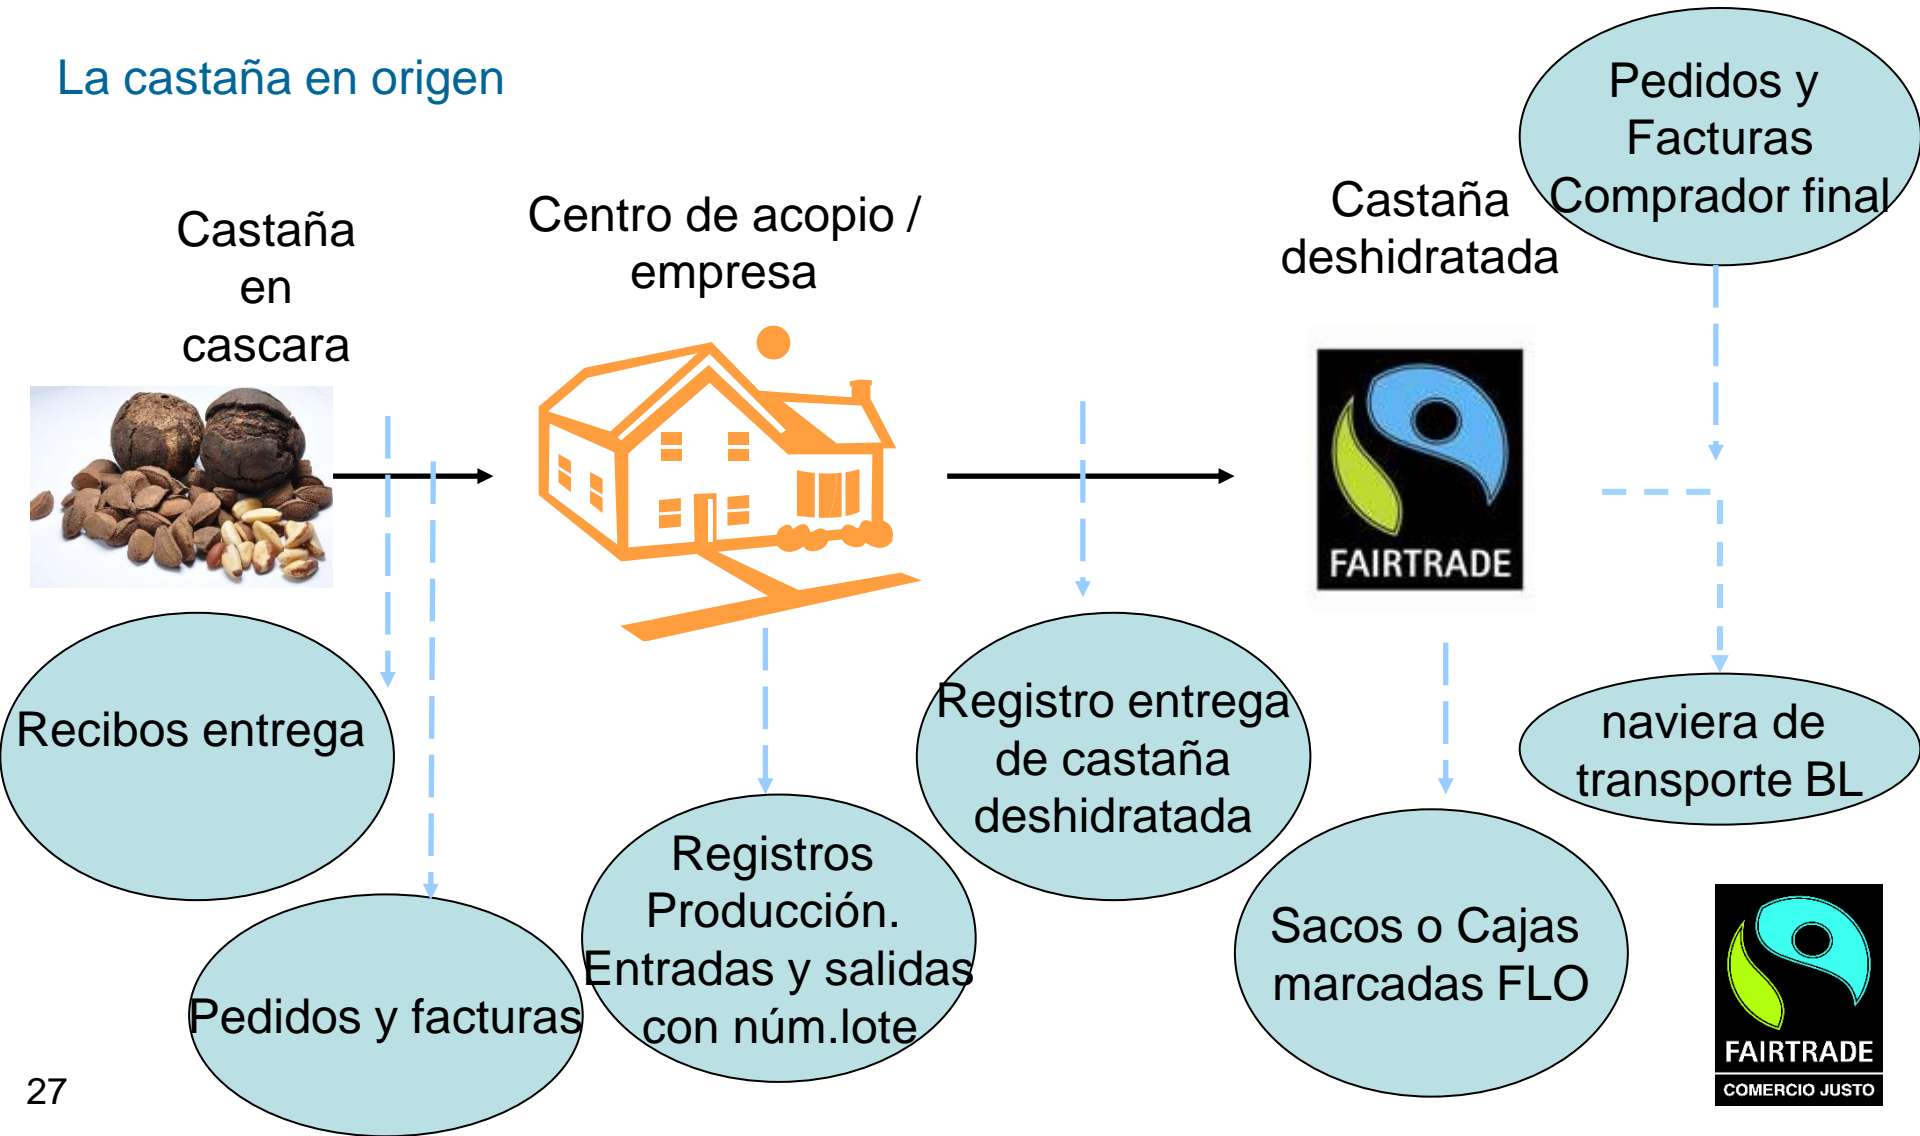 La castaña en origen
Pedidos y
Facturas
Comprador final
Castaña
en
cascara
Centro de acopio /
empresa
Castaña
deshidratada
FAIRTRADE
Recibos entrega
Pedidos y facturas
Registros
Producción.
Entradas y salidas
con núm.lote
Registro entrega
de castaña
deshidratada
Sacos o Cajas
marcadas FLO
naviera de
transporte BL
FAIRTRADE
COMERCIO JUSTO
27